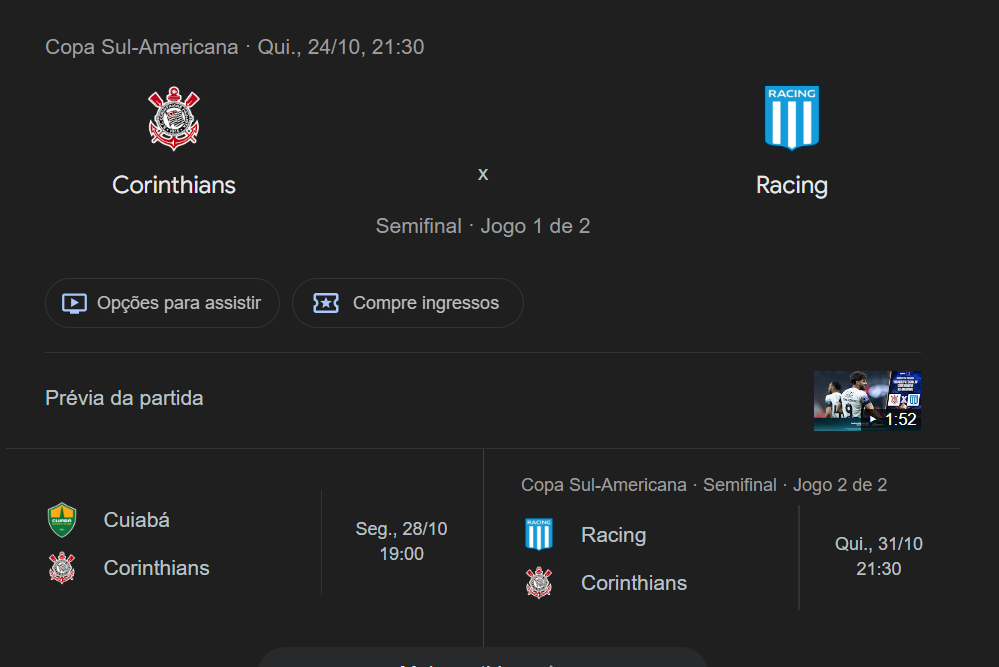 Copa Sul-Americana · Qui., 24/10, 21:30
RACING
Corinthians
x
Racing
Semifinal · Jogo 1 de 2
Opções para assistir
Compre ingressos
Prévia da partida
1:52
CUIABÁ
Cuiabá
Corinthians
Seg., 28/10
19:00
Copa Sul-Americana · Semifinal · Jogo 2 de 2
RACING
Racing
Corinthians
Qui., 31/10
21:30